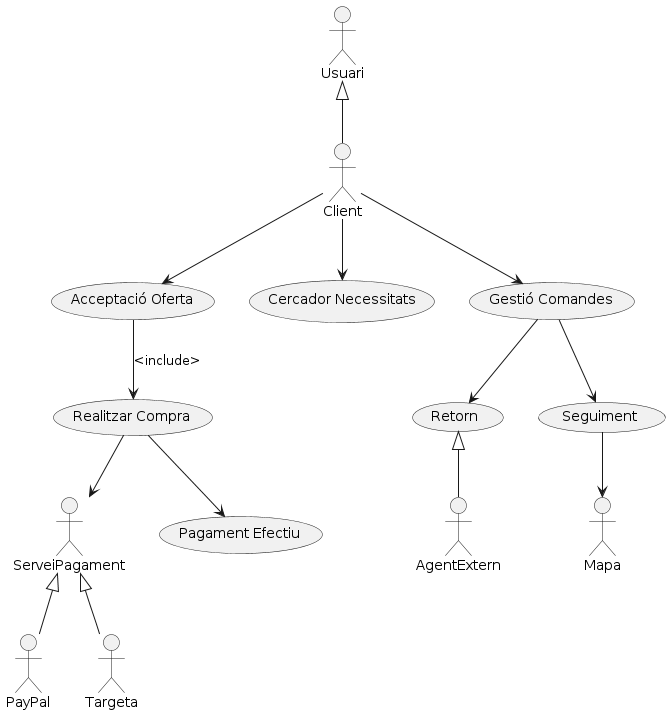 Usuari
Client
Acceptació Oferta
Cercador Necessitats
Gestió Comandes
<include>
Realitzar Compra
Retorn
Seguiment
Pagament Efectiu
ServeiPagament
AgentExtern
Mapa
PayPal
Targeta